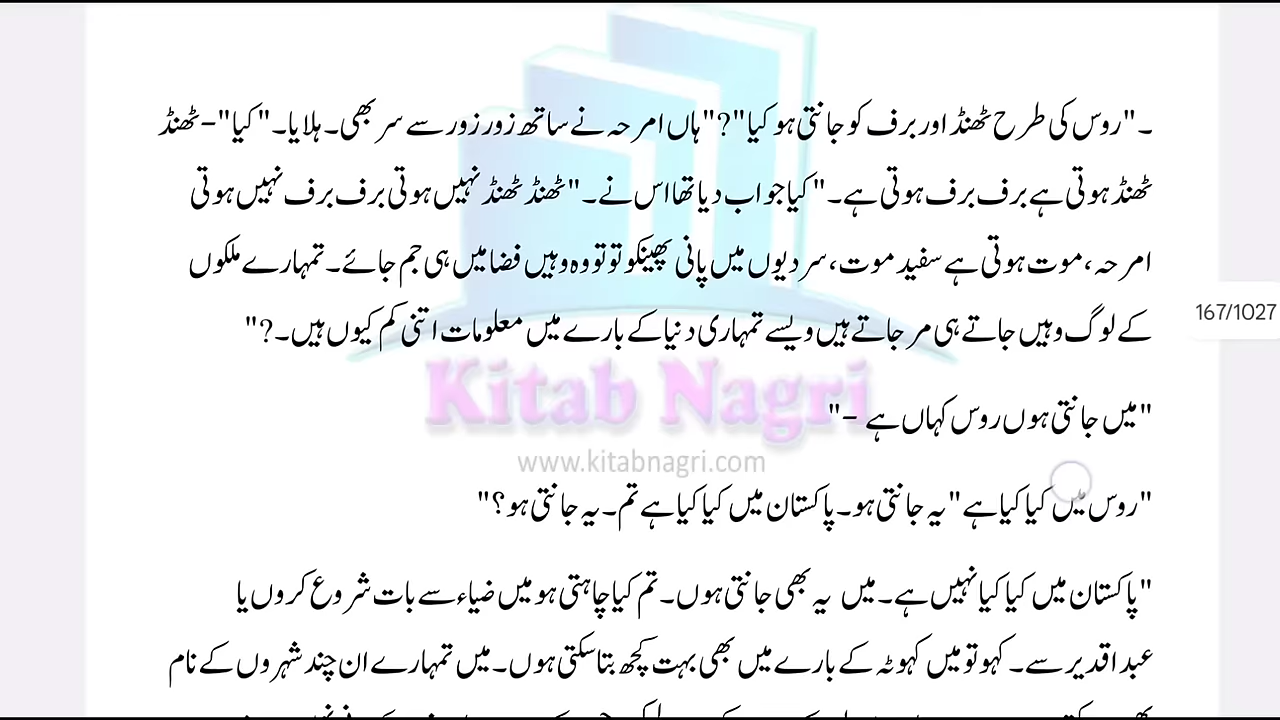 ۔"روس کی طرح ٹھنڈ اور برف کو جانتی ہو کیا"?"ہاں امرحہ نے ساتھ زور زور سے سر بھی۔ہلایا۔"کیا"-ٹھنڈ
ٹھنڈ ہوتی ہے برف برف ہوتی ہے۔"کیا جواب دیا تھا اس نے۔"ٹھنڈ ٹھنڈ نہیں ہوتی برف برف نہیں ہوتی
امرحہ،موت ہوتی ہے سفید موت،سردیوں میں پانی پھینکو تو تو وہ وہیں فضا میں ہی جم جائے۔تمہارے ملکوں
کے لوگ وہیں جاتے ہی مر جاتے ہیں ویسے تمہاری دنیا کے بارے میں معلومات اتنی کم کیوں ہیں۔?"
167/1027
Kitab Nagri
"میں جانتی ہوں روس کہاں ہے -"
www.kitabnagri.com
"روس میں کیا کیا ہے"یہ جانتی ہو۔پاکستان میں کیا کیا ہے تم۔یہ جانتی ہو؟"
"پاکستان میں کیا کیا نہیں ہے۔میں یہ بھی جانتی ہوں۔تم کیا چاہتی ہو میں ضیاء سے بات شروع کروں یا
عبدا قدیر سے۔کہو تو میں کہوٹہ کے بارے میں بھی بہت کچھ بتا سکتی ہوں۔میں تمہارے ان چند شہروں کے نام